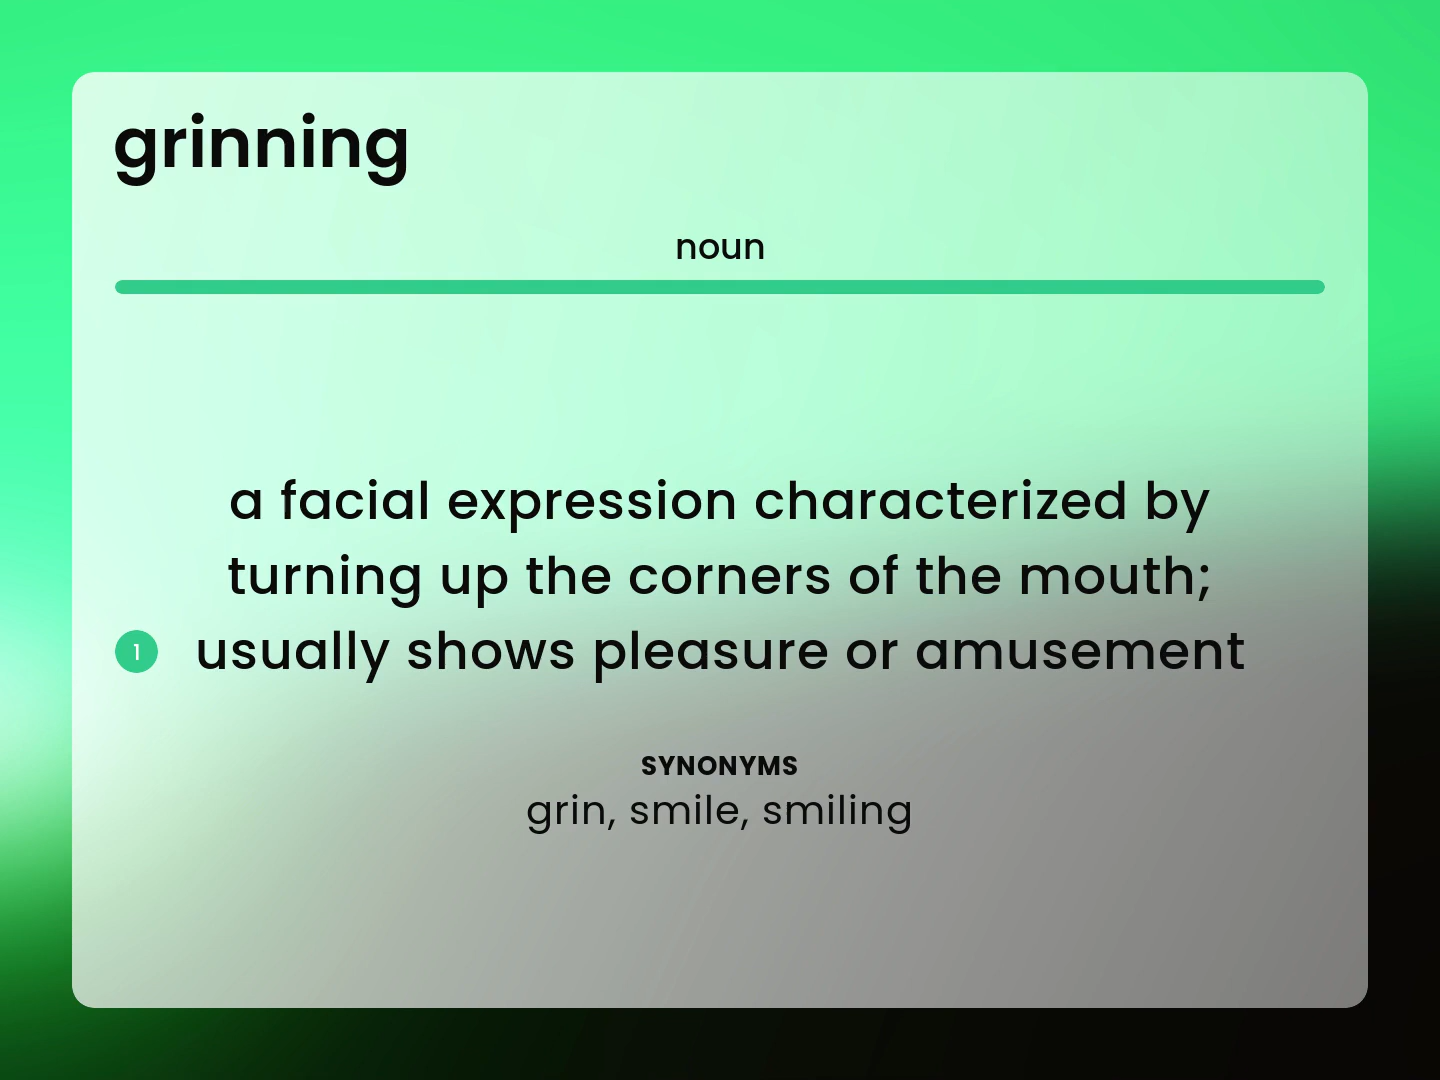 grinning
noun
a facial expression characterized by
turning up the corners of the mouth;
1 usually shows pleasure or amusement
SYNONYMS
grin, smile, smiling